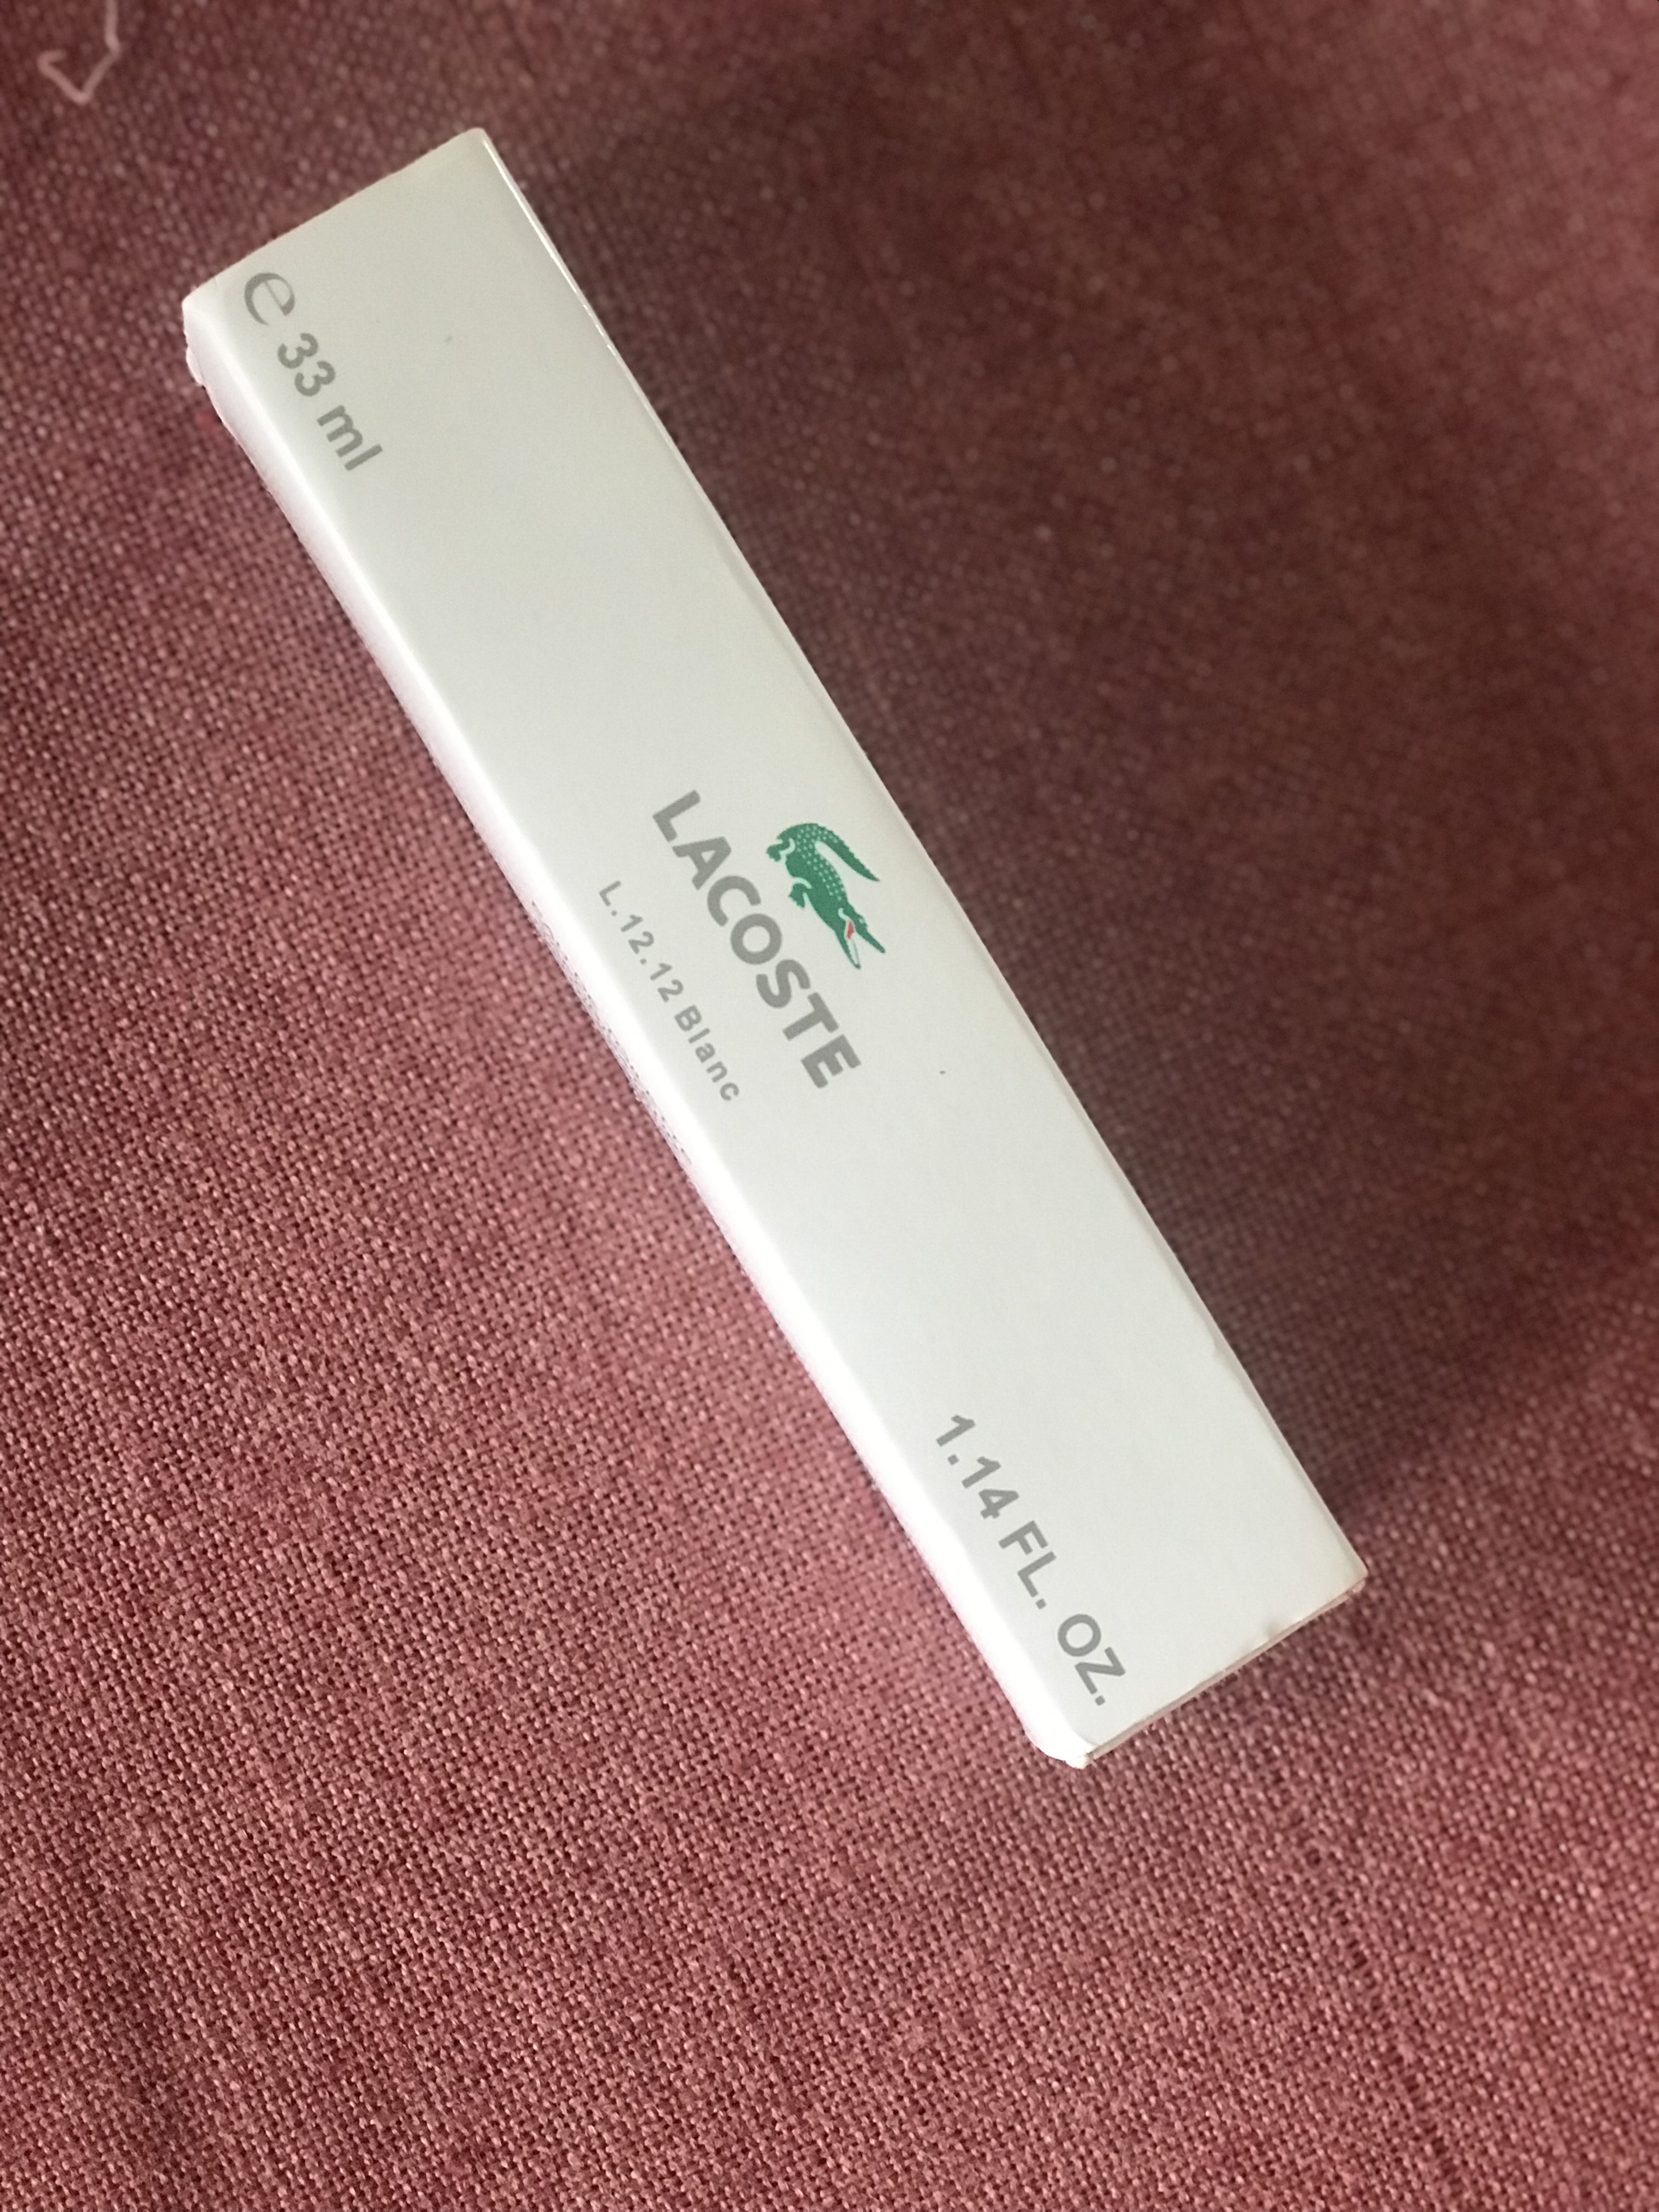 ℮ 33 ml
LACOSTE
L.12.12 Blanc
1.14 FL. OZ.